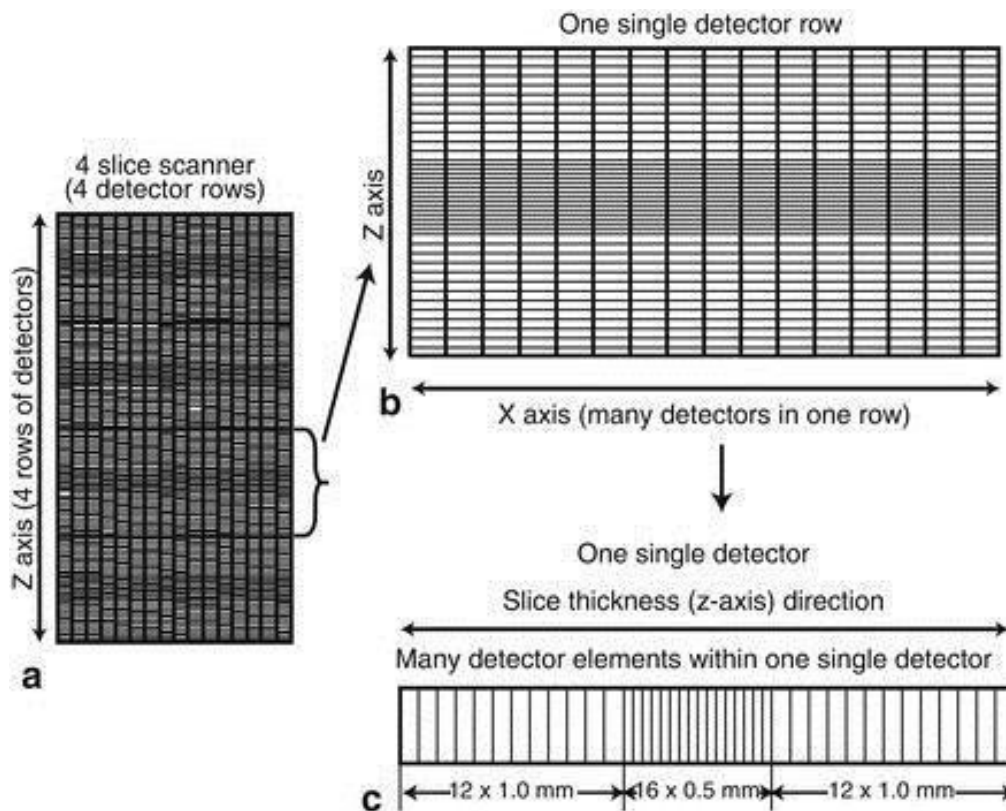 One single detector row
4 slice scanner
(4 detector rows)
Z axis (4 rows of detectors)
a
Z axis
b
X axis (many detectors in one row)
One single detector
Slice thickness (z-axis) direction
Many detector elements within one single detector
c
12 x 1.0 mm
16 x 0.5 mm
12 x 1.0 mm